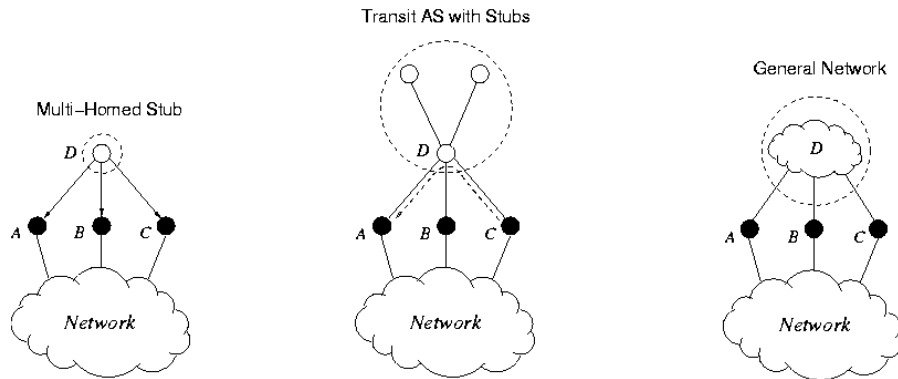 Multi-Homed Stub
D
A
B
C
Network
Transit AS with Stubs
D
A
B
C
Network
General Network
D
A
B
C
Network